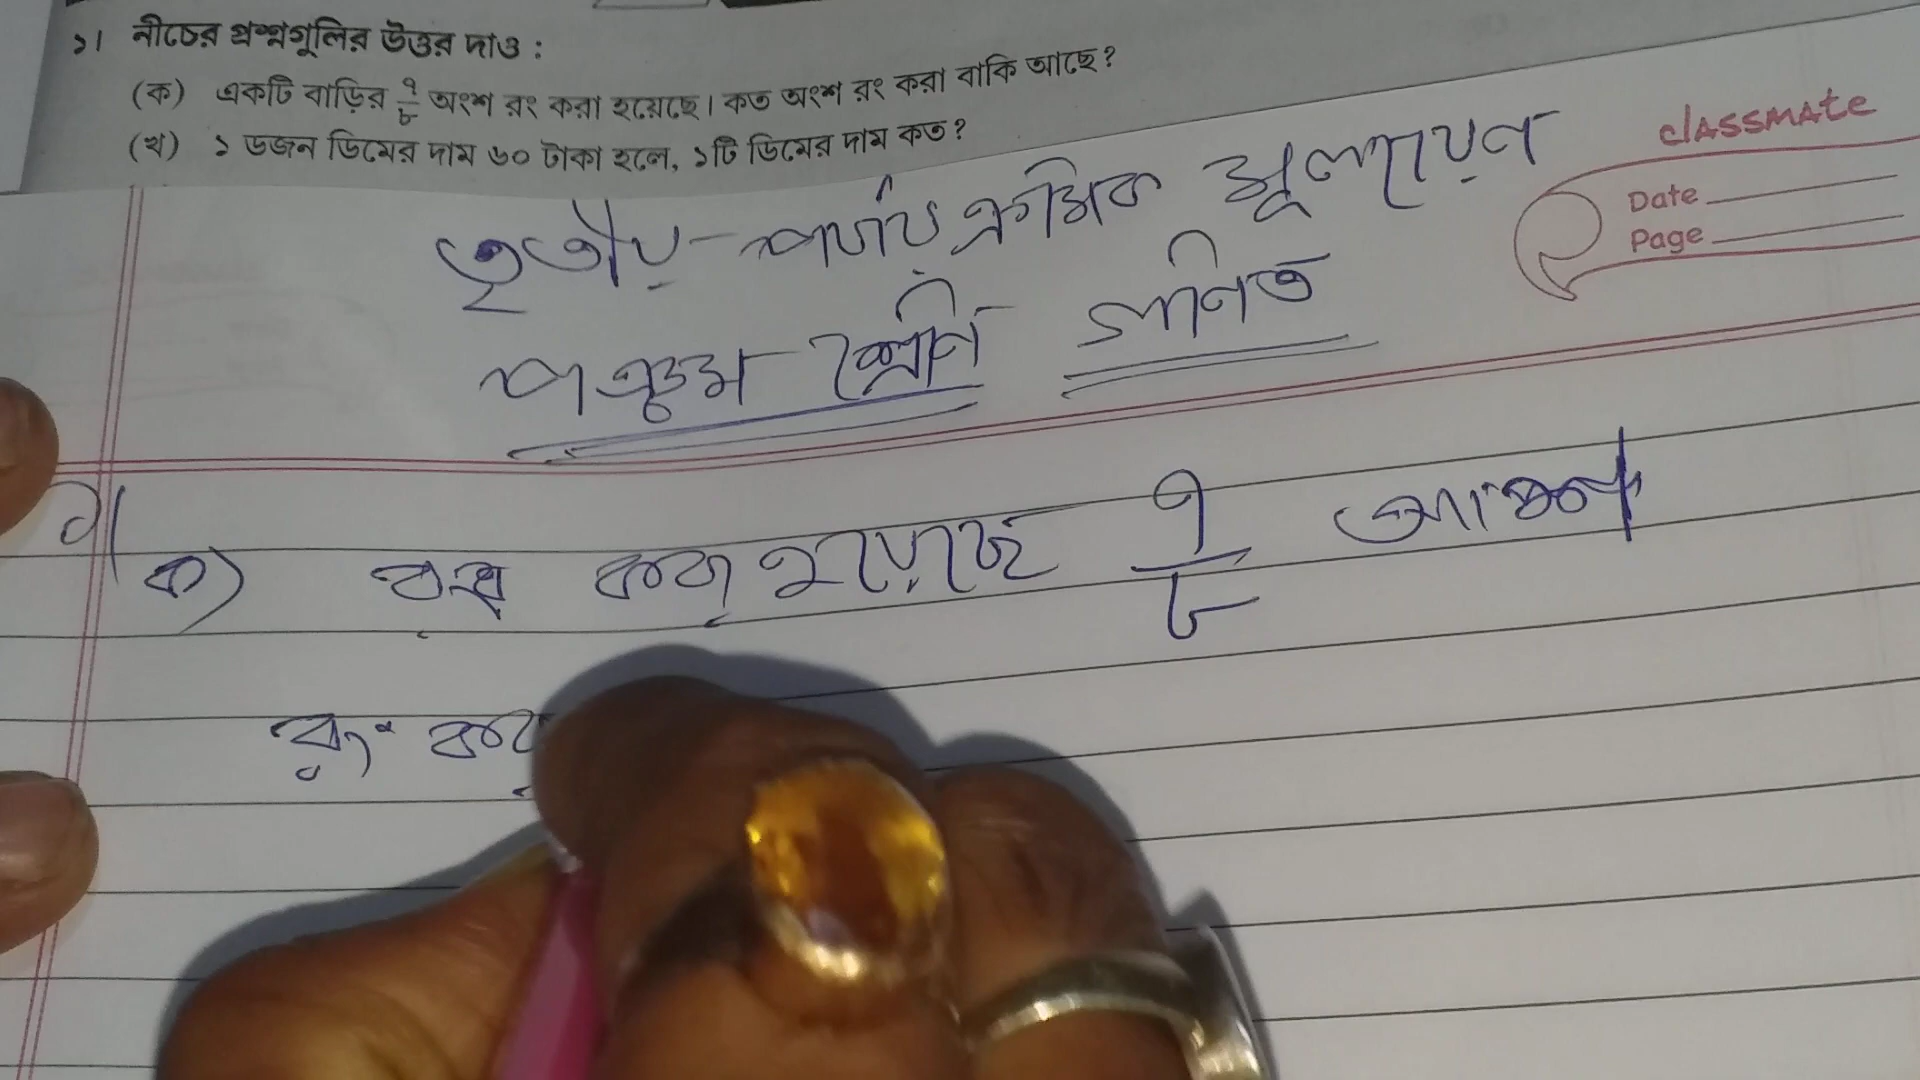 ১। নীচের প্রশ্নগুলির উত্তর দাও :
(ক) একটি বাড়ির ৭/৮ অংশ রং করা হয়েছে। কত অংশ রং করা বাকি আছে?
(খ) ১ ডজন ডিমের দাম ৬০ টাকা হলে, ১টি ডিমের দাম কত?
classmate
Date
Page
তৃতীয় পর্যায়ক্রমিক মূল্যায়ণ
পঞ্চম শ্রেণি গণিত
১।
ক) রং করা হয়েছে ৭/৮ অংশ।
রং